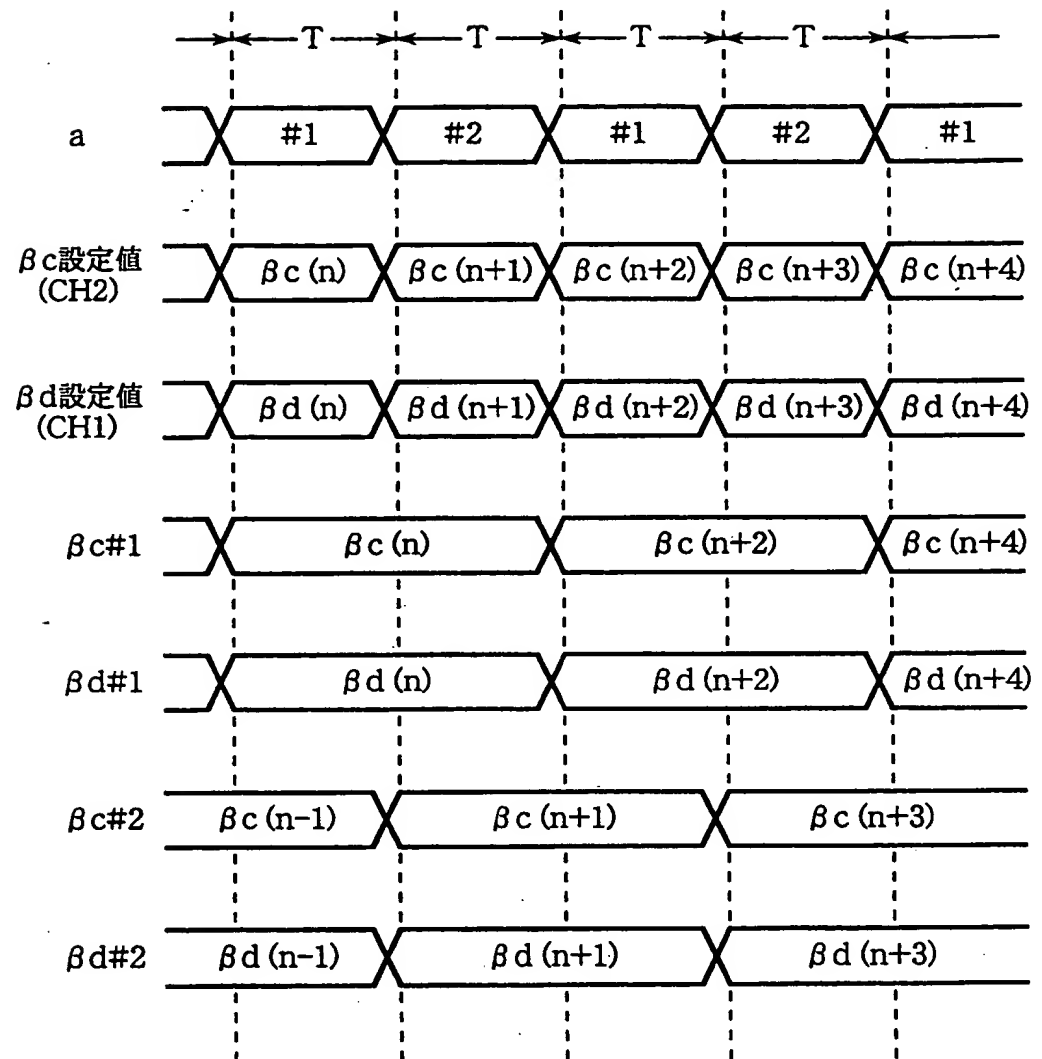 T T T T
a #1 #2 #1 #2 #1
βc設定値
(CH2)
βc(n) βc(n+1) βc(n+2) βc(n+3) βc(n+4)
βd設定値
(CH1)
βd(n) βd(n+1) βd(n+2) βd(n+3) βd(n+4)
βc#1 βc(n) βc(n+2) βc(n+4)
βd#1 βd(n) βd(n+2) βd(n+4)
βc#2 βc(n-1) βc(n+1) βc(n+3)
βd#2 βd(n-1) βd(n+1) βd(n+3)